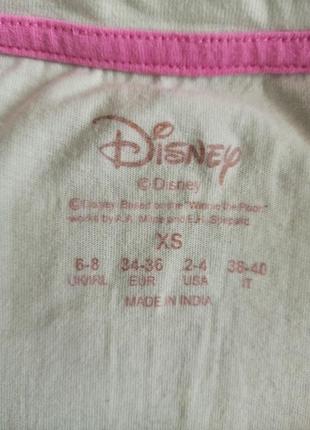 Disney
©Disney
©Disney. Based on the "Winnie the Pooh"
works by A.A. Milne and E.H. Shepard.
XS
6-8 34-36 2-4 38-40
UK/IRL EUR USA IT
MADE IN INDIA